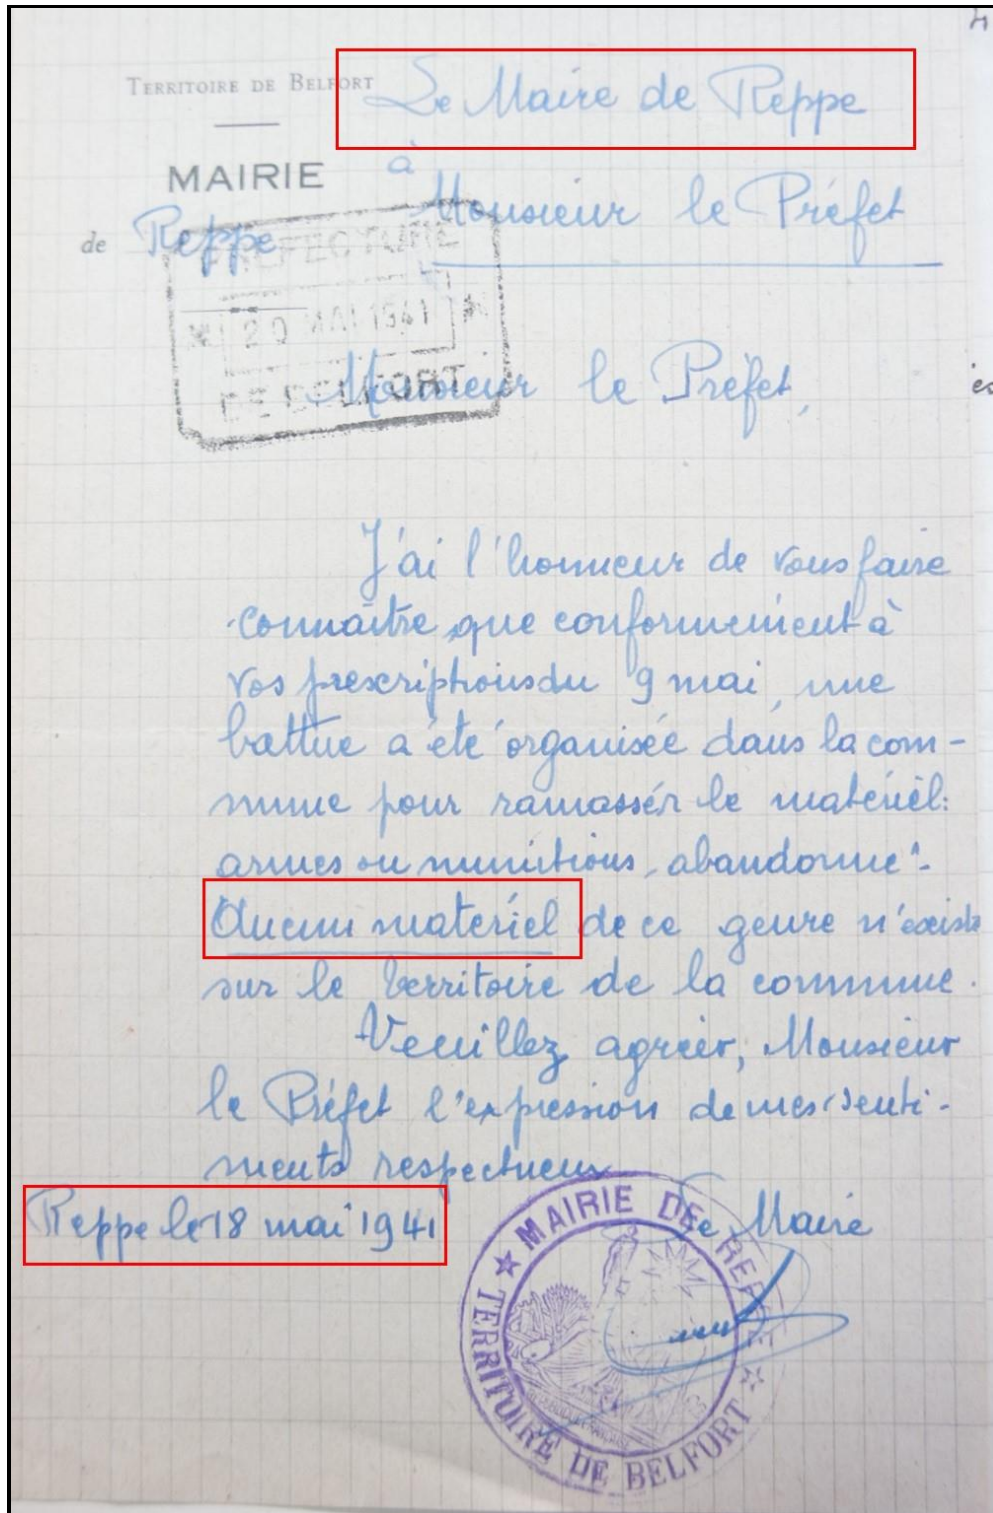 TERRITOIRE DE BELFORT
Le Maire de Reppe
MAIRIE
à
de Reppe
Monsieur le Préfet
PREFECTURE
20 MAI 1941
DE BELFORT
Monsieur le Préfet,
J'ai l'honneur de vous faire
connaître que conformément à
vos prescriptions du 9 mai, une
battue a été organisée dans la com-
mune pour ramasser le matériel:
armes ou munitions, abandonné.
Aucun matériel de ce genre n'existe
sur le territoire de la commune.
Veuillez agréer, Monsieur
le Préfet l'expression de mes senti-
ments respectueux
Reppe le 18 mai 1941
Le Maire
MAIRIE DE REPPE
TERRITOIRE DE BELFORT